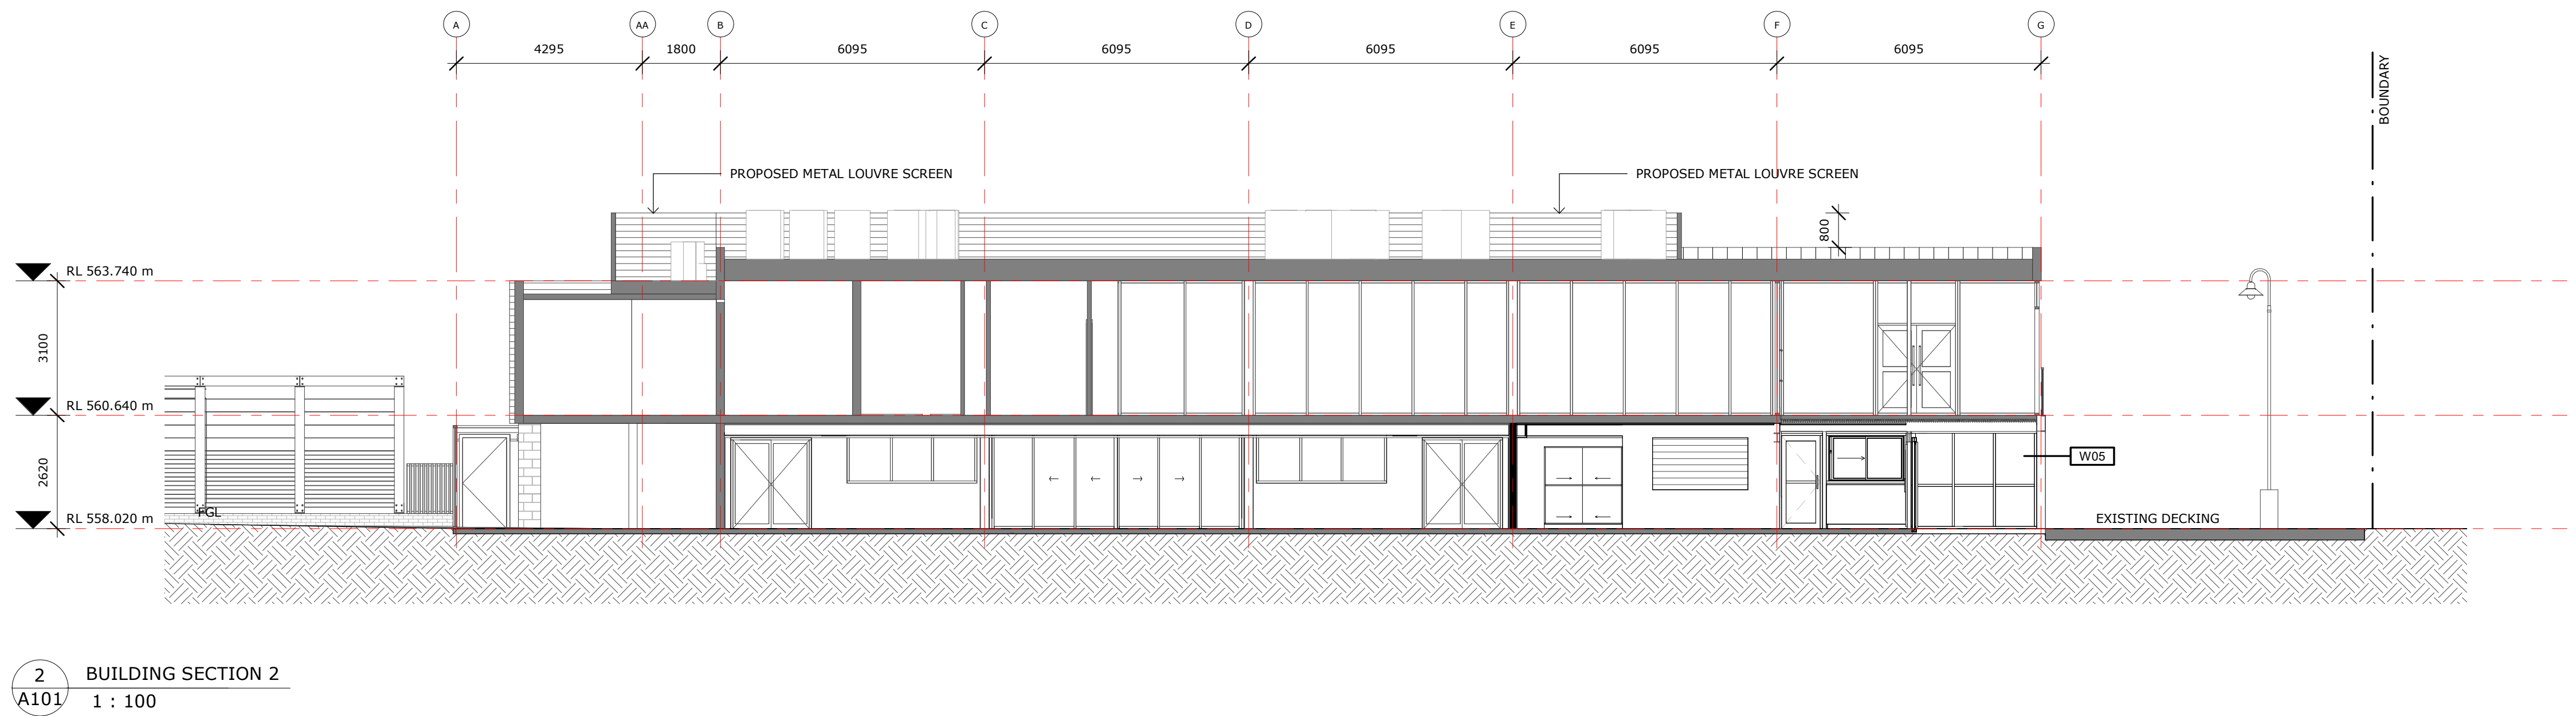 A AA B C D E F G
4295 1800 6095 6095 6095 6095 6095
BOUNDARY
PROPOSED METAL LOUVRE SCREEN
PROPOSED METAL LOUVRE SCREEN
800
RL 563.740 m
3100
RL 560.640 m
2620
W05
RL 558.020 m
FGL
EXISTING DECKING
2
A101
BUILDING SECTION 2
1 : 100